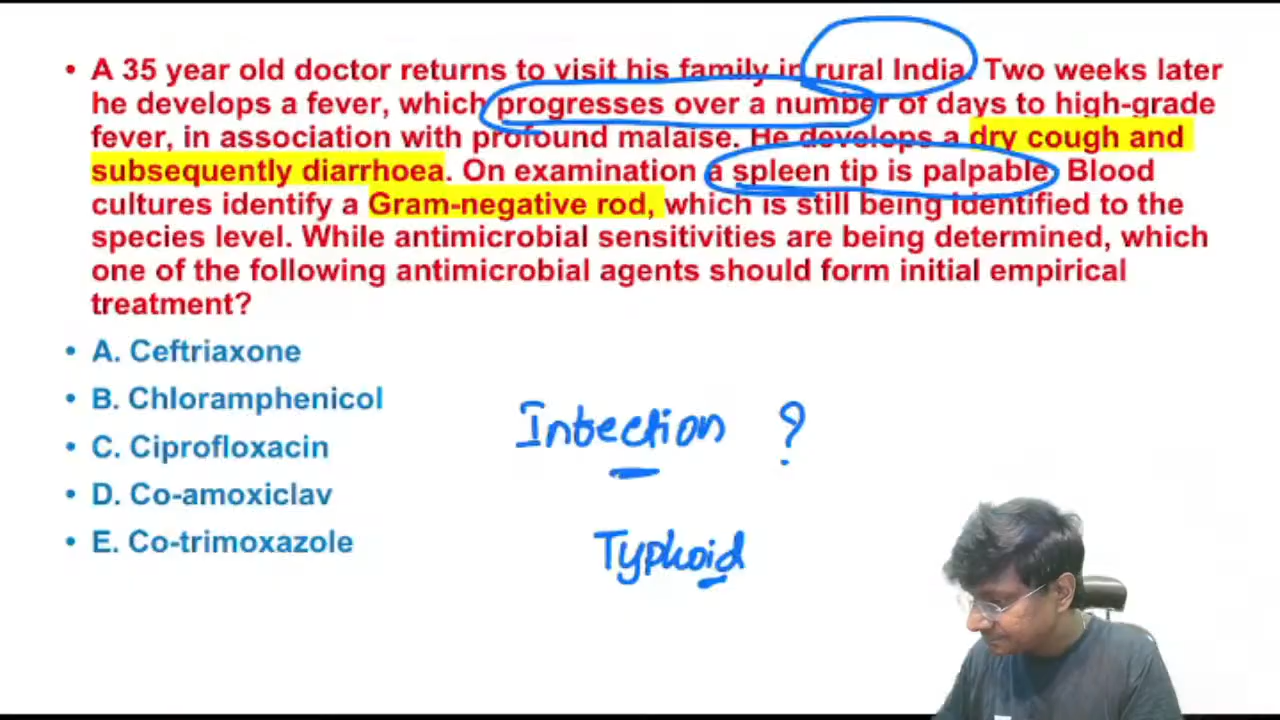 • A 35 year old doctor returns to visit his family in rural India. Two weeks later
he develops a fever, which progresses over a number of days to high-grade
fever, in association with profound malaise. He develops a dry cough and
subsequently diarrhoea. On examination a spleen tip is palpable. Blood
cultures identify a Gram-negative rod, which is still being identified to the
species level. While antimicrobial sensitivities are being determined, which
one of the following antimicrobial agents should form initial empirical
treatment?
• A. Ceftriaxone
• B. Chloramphenicol
• C. Ciprofloxacin
• D. Co-amoxiclav
• E. Co-trimoxazole
Infection ?
Typhoid